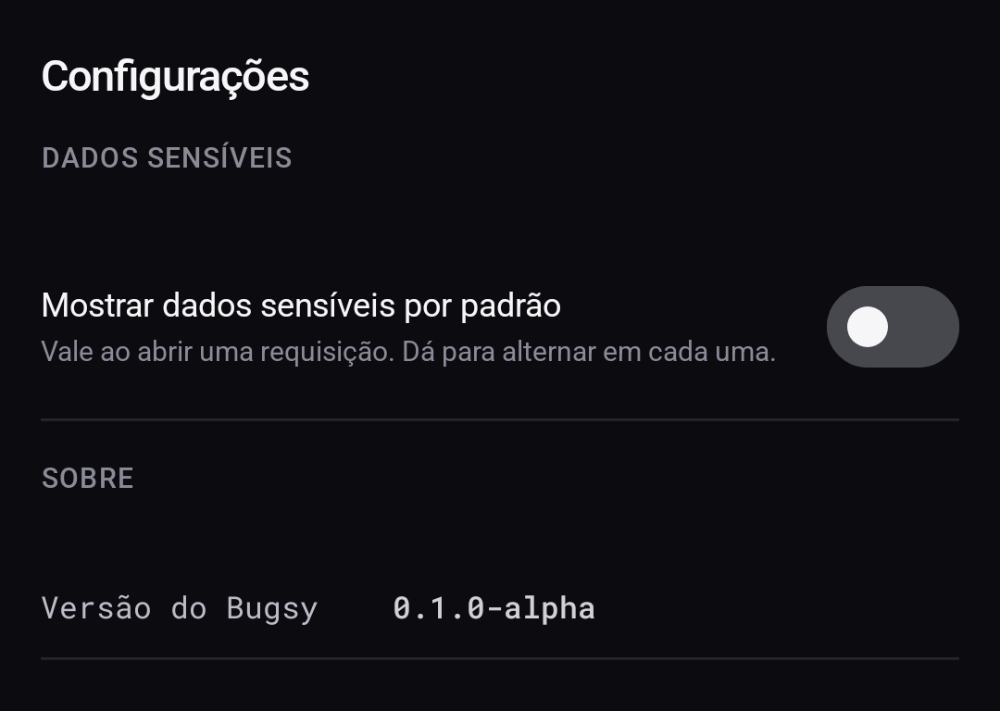 Configurações
DADOS SENSÍVEIS
Mostrar dados sensíveis por padrão
Vale ao abrir uma requisição. Dá para alternar em cada uma.
SOBRE
Versão do Bugsy 0.1.0-alpha